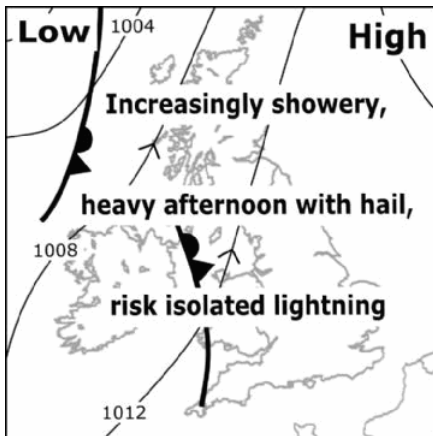 Low 1004 High
Increasingly showery,
heavy afternoon with hail,
1008
risk isolated lightning
1012